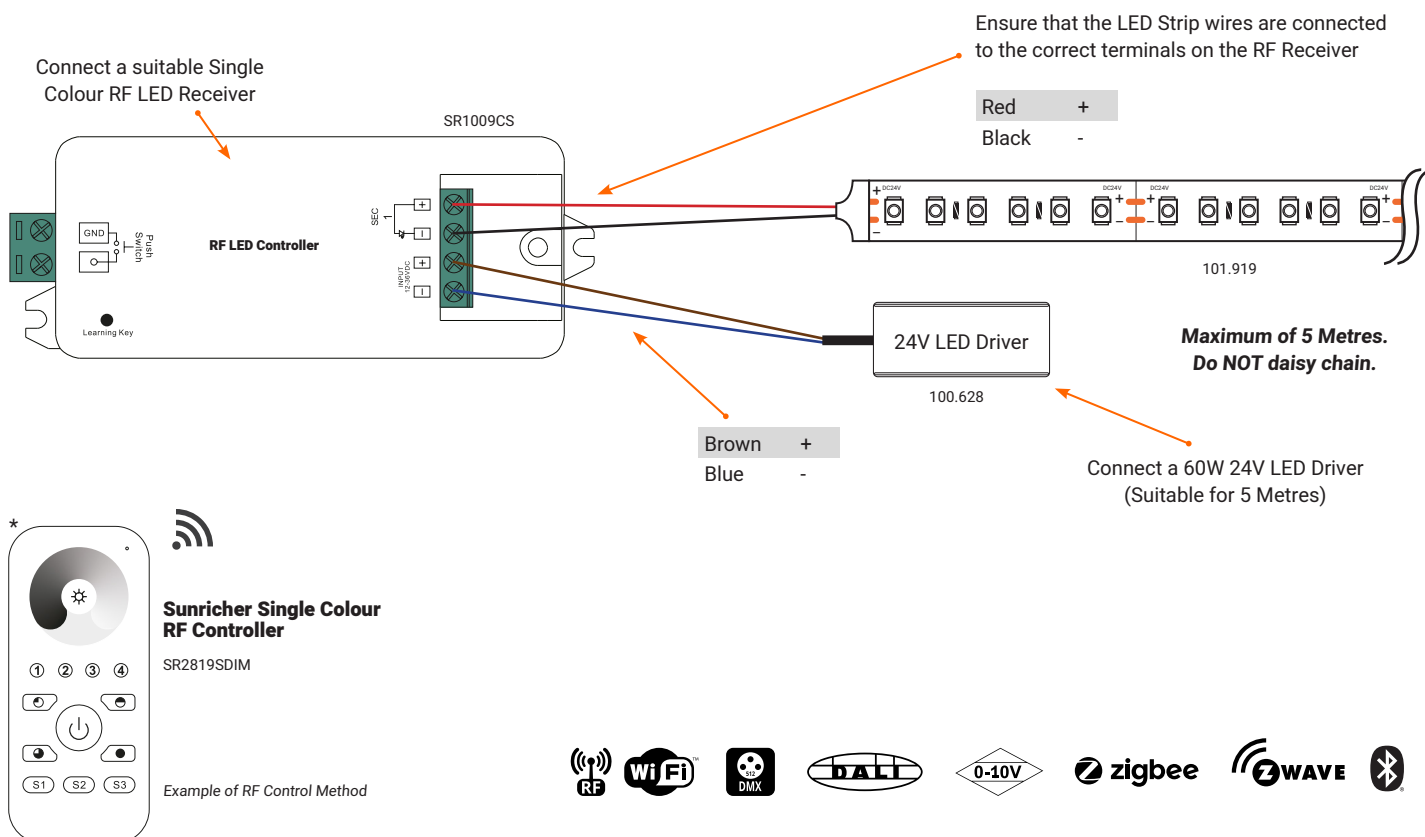 Ensure that the LED Strip wires are connected
to the correct terminals on the RF Receiver
Connect a suitable Single
Colour RF LED Receiver
Red +
Black -
SR1009CS
SEC
1
+
−
INPUT
12-36VDC
+
−
GND
Push
Switch
RF LED Controller
Learning Key
+ DC24V DC24V + DC24V + DC24V +
− − − −
101.919
24V LED Driver
100.628
Maximum of 5 Metres.
Do NOT daisy chain.
Brown +
Blue -
Connect a 60W 24V LED Driver
(Suitable for 5 Metres)
*
Sunricher Single Colour
RF Controller
SR2819SDIM
1 2 3 4
S1 S2 S3
Example of RF Control Method
RF
WiFi™
512
DMX
DALI
0-10V
zigbee
Z WAVE